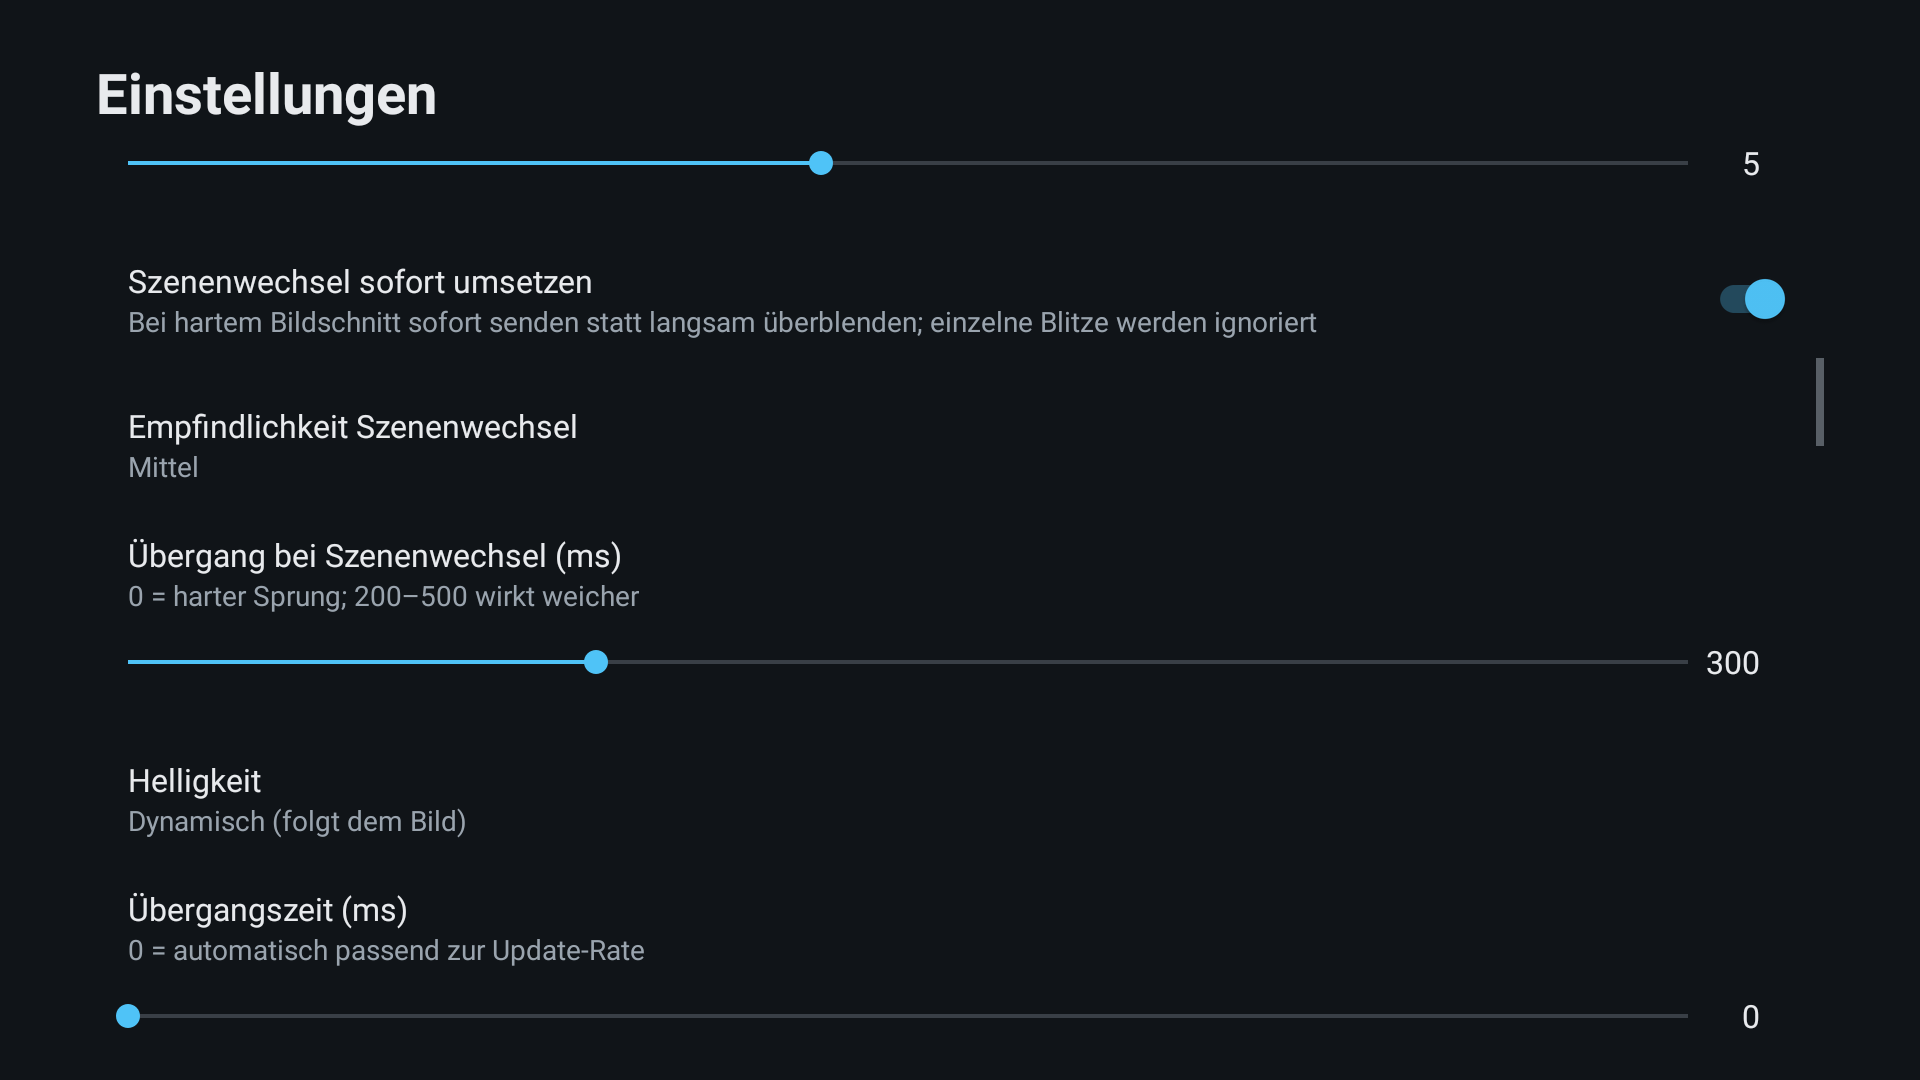 Einstellungen
5
Szenenwechsel sofort umsetzen
Bei hartem Bildschnitt sofort senden statt langsam überblenden; einzelne Blitze werden ignoriert
Empfindlichkeit Szenenwechsel
Mittel
Übergang bei Szenenwechsel (ms)
0 = harter Sprung; 200–500 wirkt weicher
300
Helligkeit
Dynamisch (folgt dem Bild)
Übergangszeit (ms)
0 = automatisch passend zur Update-Rate
0